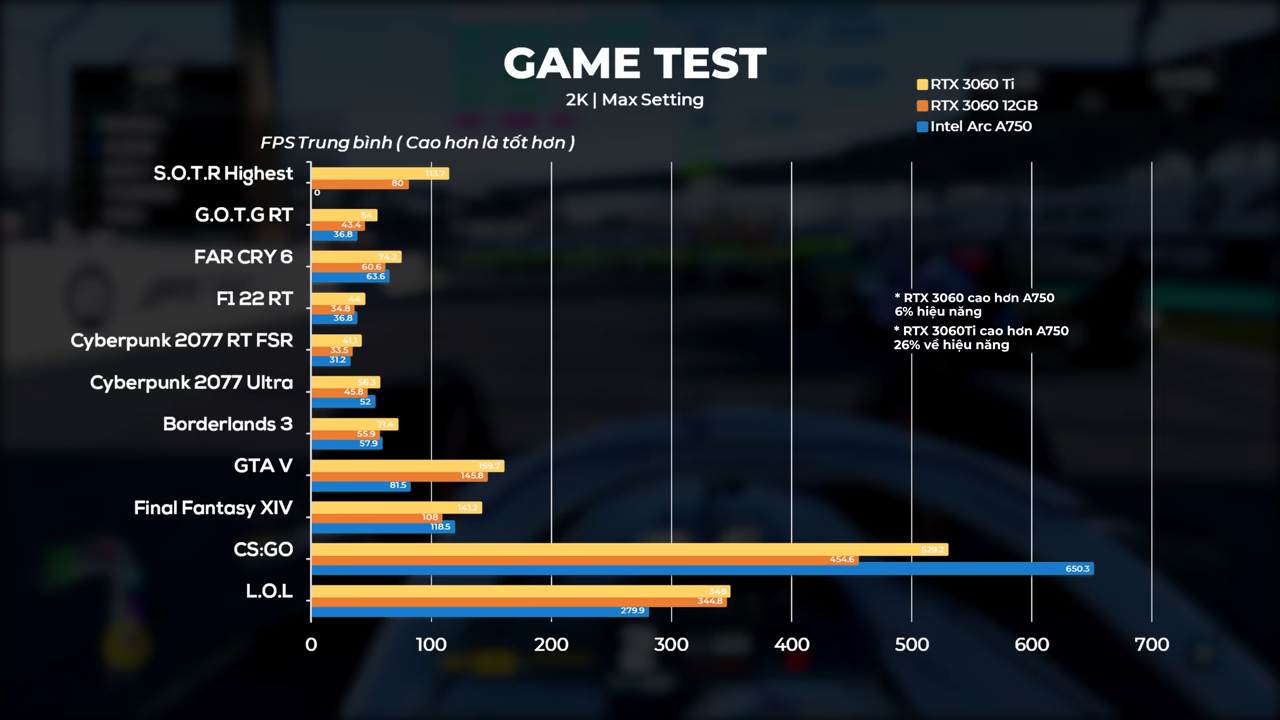 GAME TEST
2K | Max Setting
RTX 3060 Ti
RTX 3060 12GB
Intel Arc A750
FPS Trung bình ( Cao hơn là tốt hơn )
S.O.T.R Highest
113.7
80
0
G.O.T.G RT
54
43.4
36.8
FAR CRY 6
74.2
60.6
63.6
F1 22 RT
44
34.8
36.8
* RTX 3060 cao hơn A750
6% hiệu năng
* RTX 3060Ti cao hơn A750
26% về hiệu năng
Cyberpunk 2077 RT FSR
41.1
33.5
31.2
Cyberpunk 2077 Ultra
56.3
45.8
52
Borderlands 3
71.4
55.9
57.9
GTA V
159.7
145.8
81.5
Final Fantasy XIV
141.2
108
118.5
CS:GO
529.2
454.6
650.3
L.O.L
348
344.8
279.9
0 100 200 300 400 500 600 700